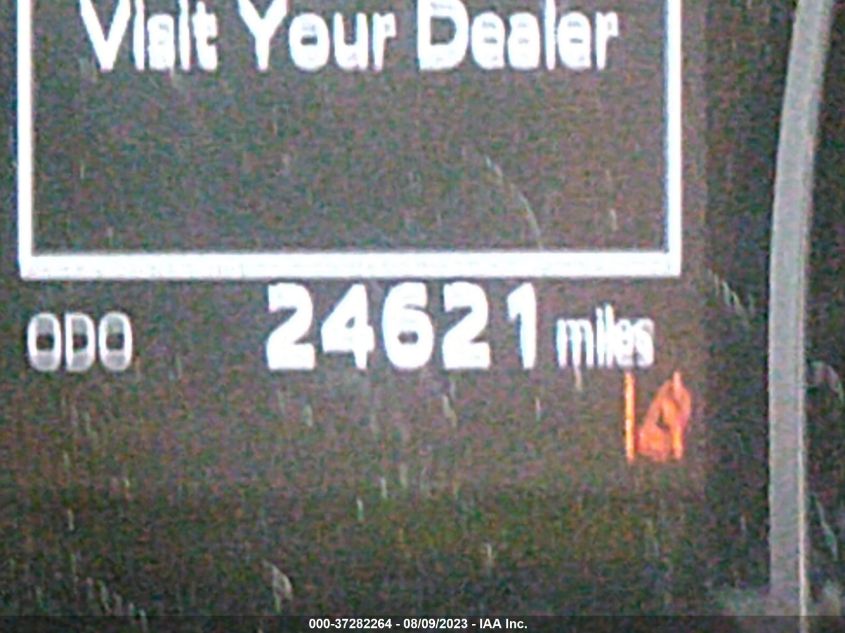 Visit Your Dealer
ODO 24621 miles
000-37282264 - 08/09/2023 - IAA Inc.